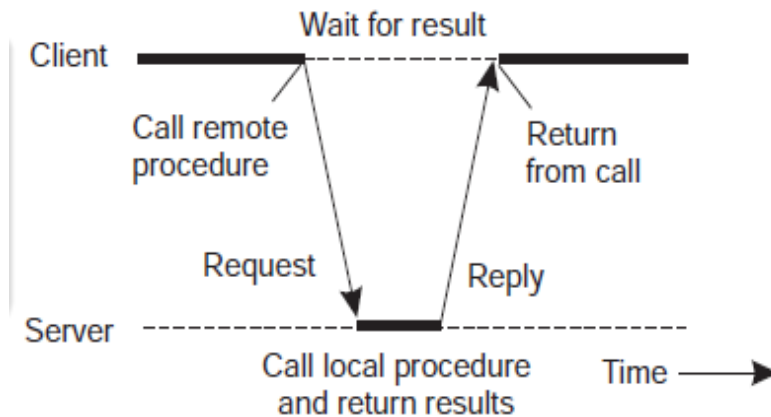 Wait for result
Client
Call remote
procedure
Return
from call
Request
Reply
Server
Call local procedure
and return results
Time